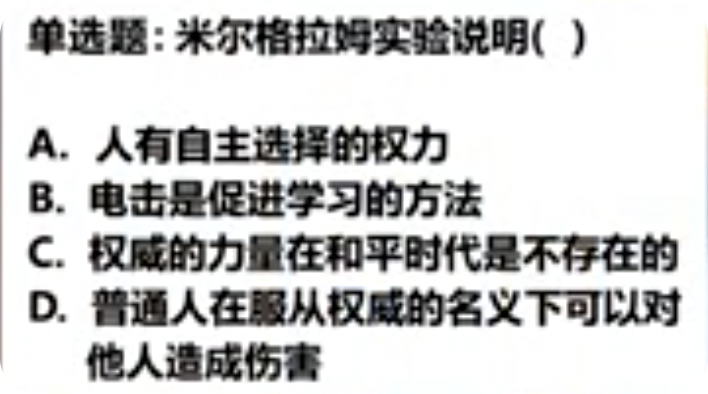 单选题: 米尔格拉姆实验说明( )
A. 人有自主选择的权力
B. 电击是促进学习的方法
C. 权威的力量在和平时代是不存在的
D. 普通人在服从权威的名义下可以对
他人造成伤害